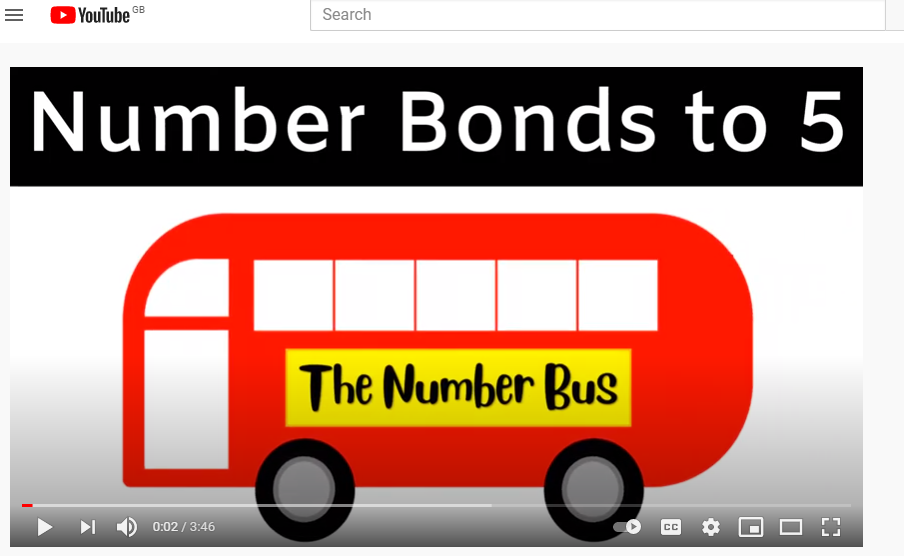 YouTube GB
Search
Number Bonds to 5
The Number Bus
0:02 / 3:46
CC